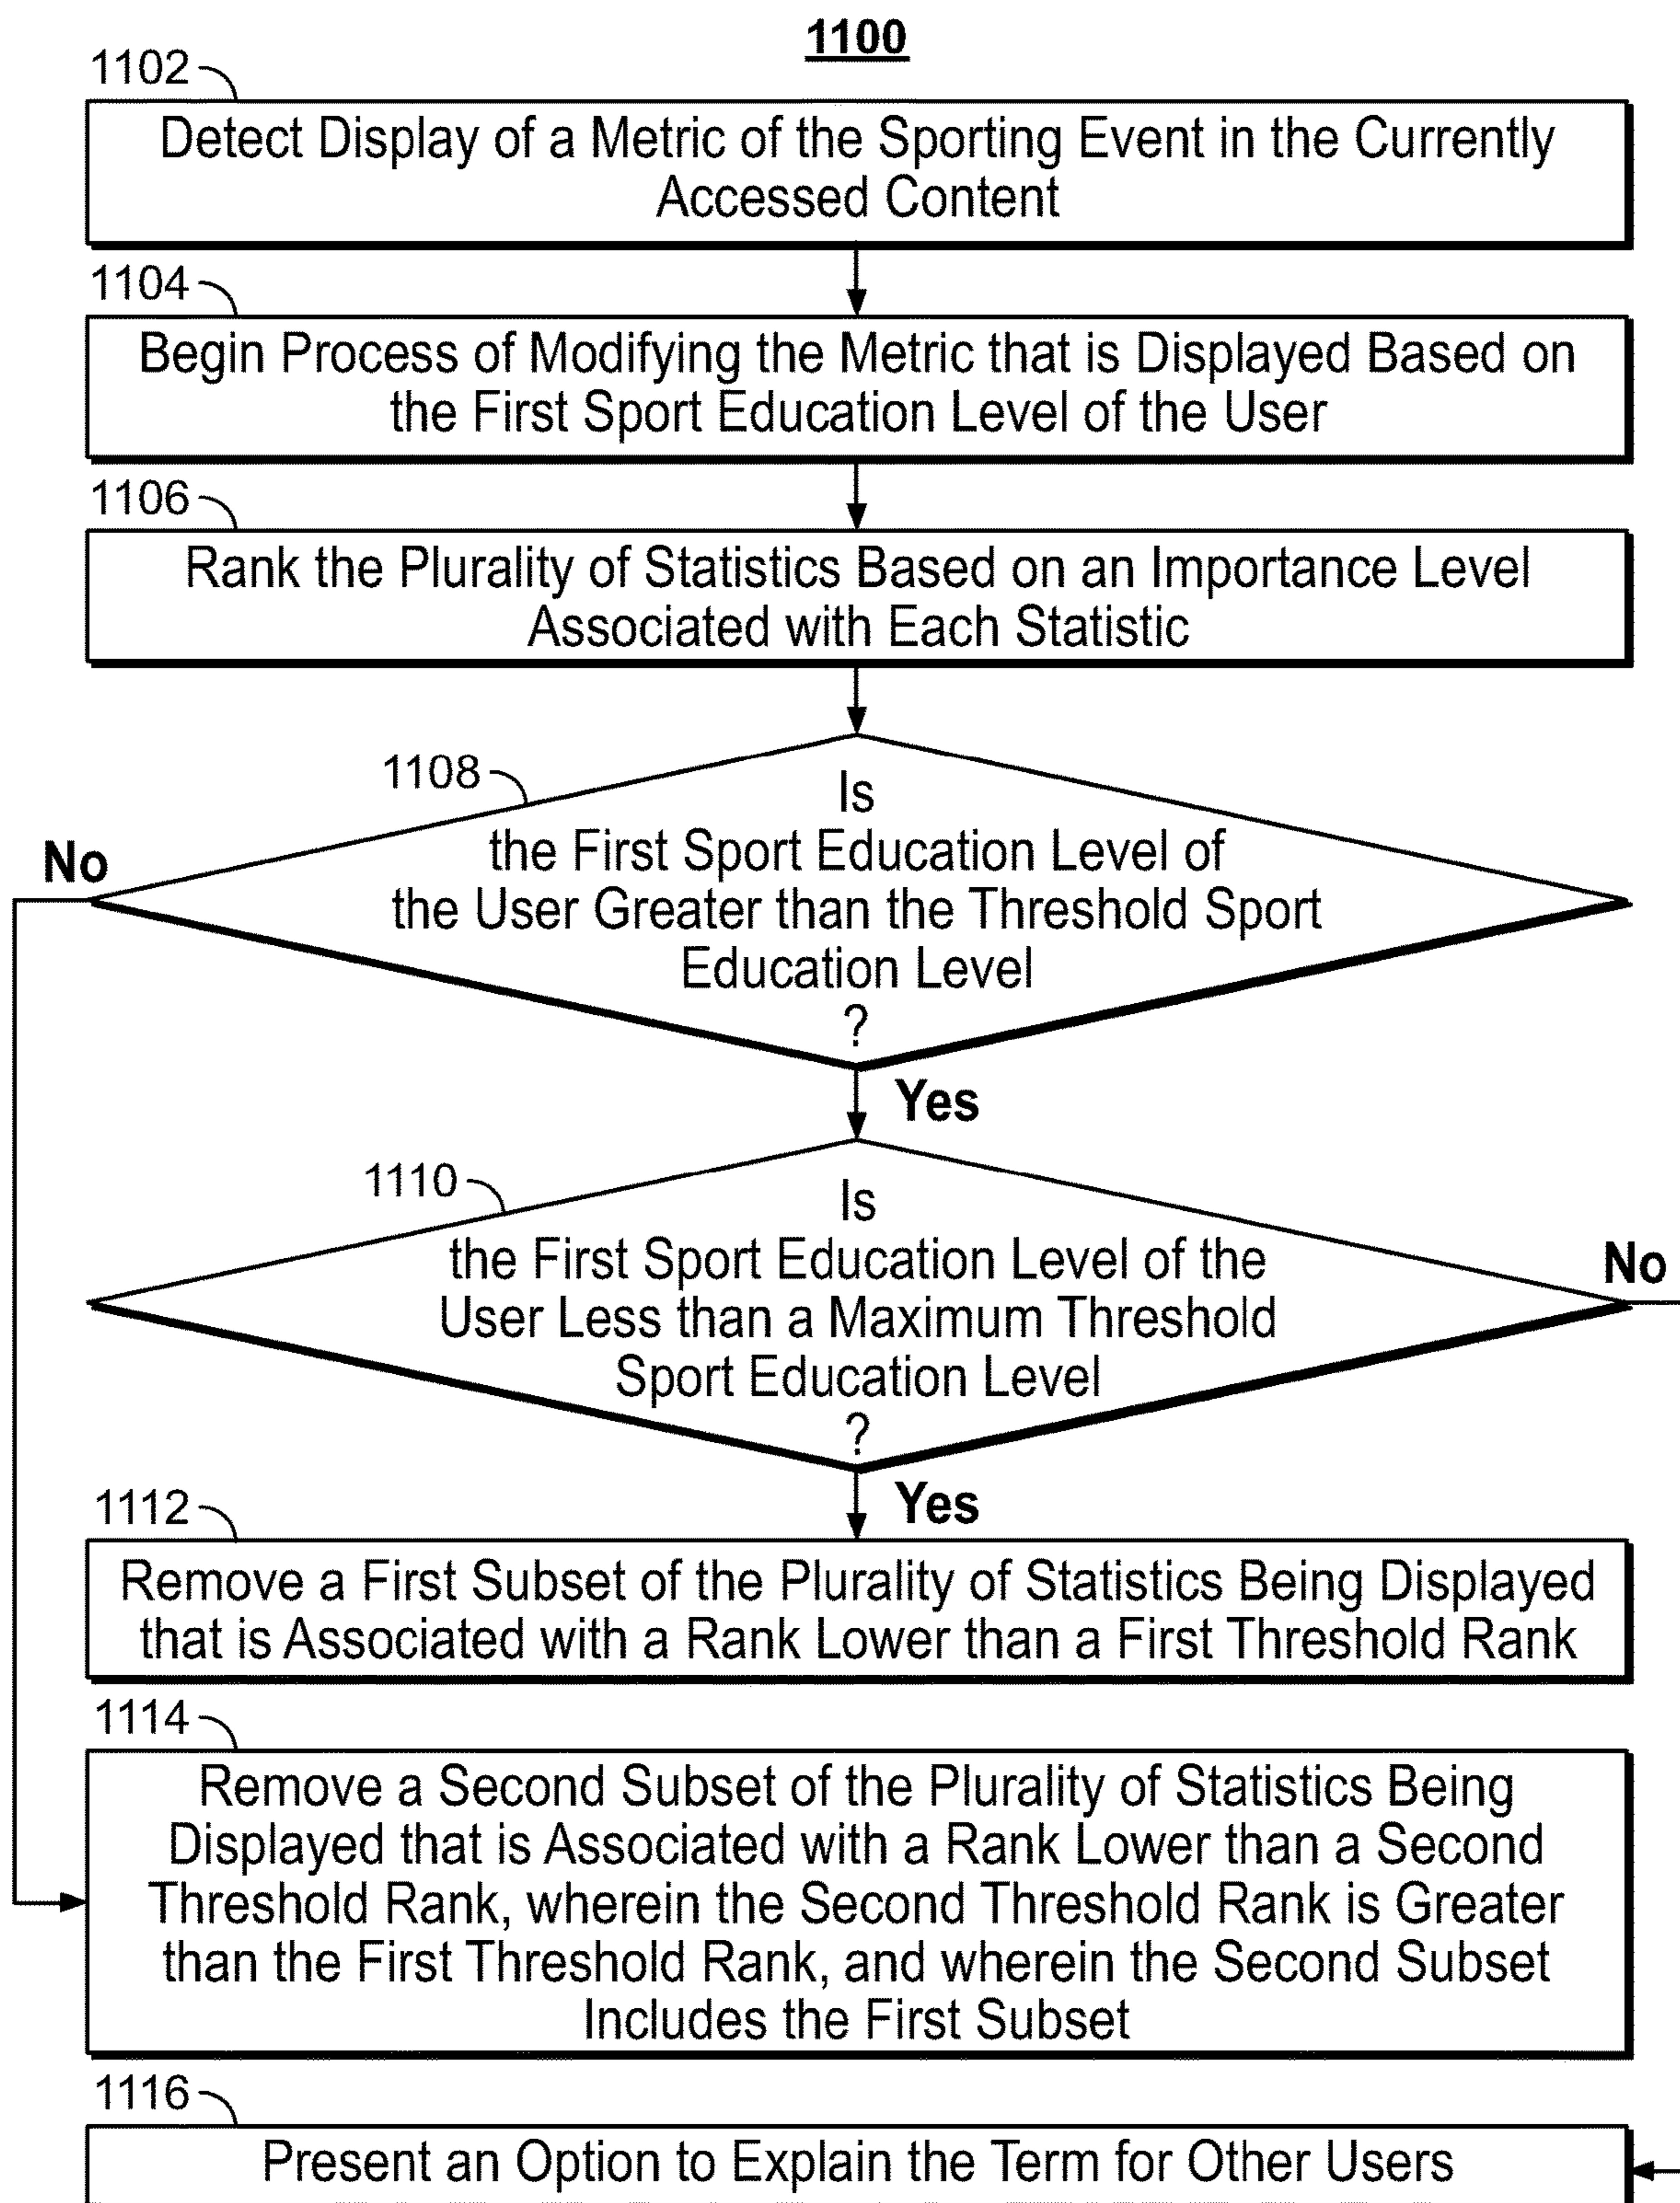 1100
1102
Detect Display of a Metric of the Sporting Event in the Currently
Accessed Content
1104
Begin Process of Modifying the Metric that is Displayed Based on
the First Sport Education Level of the User
1106
Rank the Plurality of Statistics Based on an Importance Level
Associated with Each Statistic
1108
Is
the First Sport Education Level of
the User Greater than the Threshold Sport
Education Level
?
No
Yes
1110
Is
the First Sport Education Level of the
User Less than a Maximum Threshold
Sport Education Level
?
No
Yes
1112
Remove a First Subset of the Plurality of Statistics Being Displayed
that is Associated with a Rank Lower than a First Threshold Rank
1114
Remove a Second Subset of the Plurality of Statistics Being
Displayed that is Associated with a Rank Lower than a Second
Threshold Rank, wherein the Second Threshold Rank is Greater
than the First Threshold Rank, and wherein the Second Subset
Includes the First Subset
1116
Present an Option to Explain the Term for Other Users